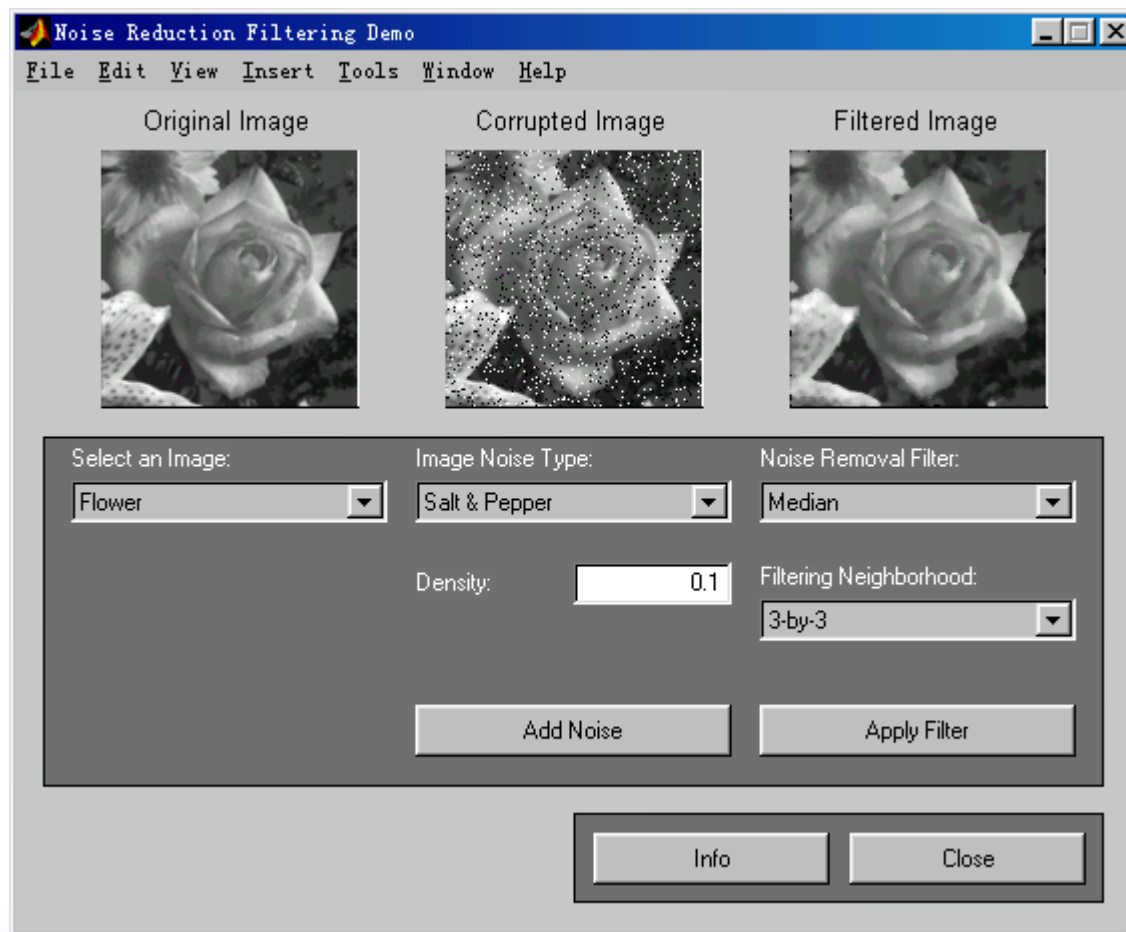 Noise Reduction Filtering Demo
File Edit View Insert Tools Window Help
Original Image
Corrupted Image
Filtered Image
Select an Image:
Image Noise Type:
Noise Removal Filter:
Flower
Salt & Pepper
Median
Density:
0.1
Filtering Neighborhood:
3-by-3
Add Noise
Apply Filter
Info
Close